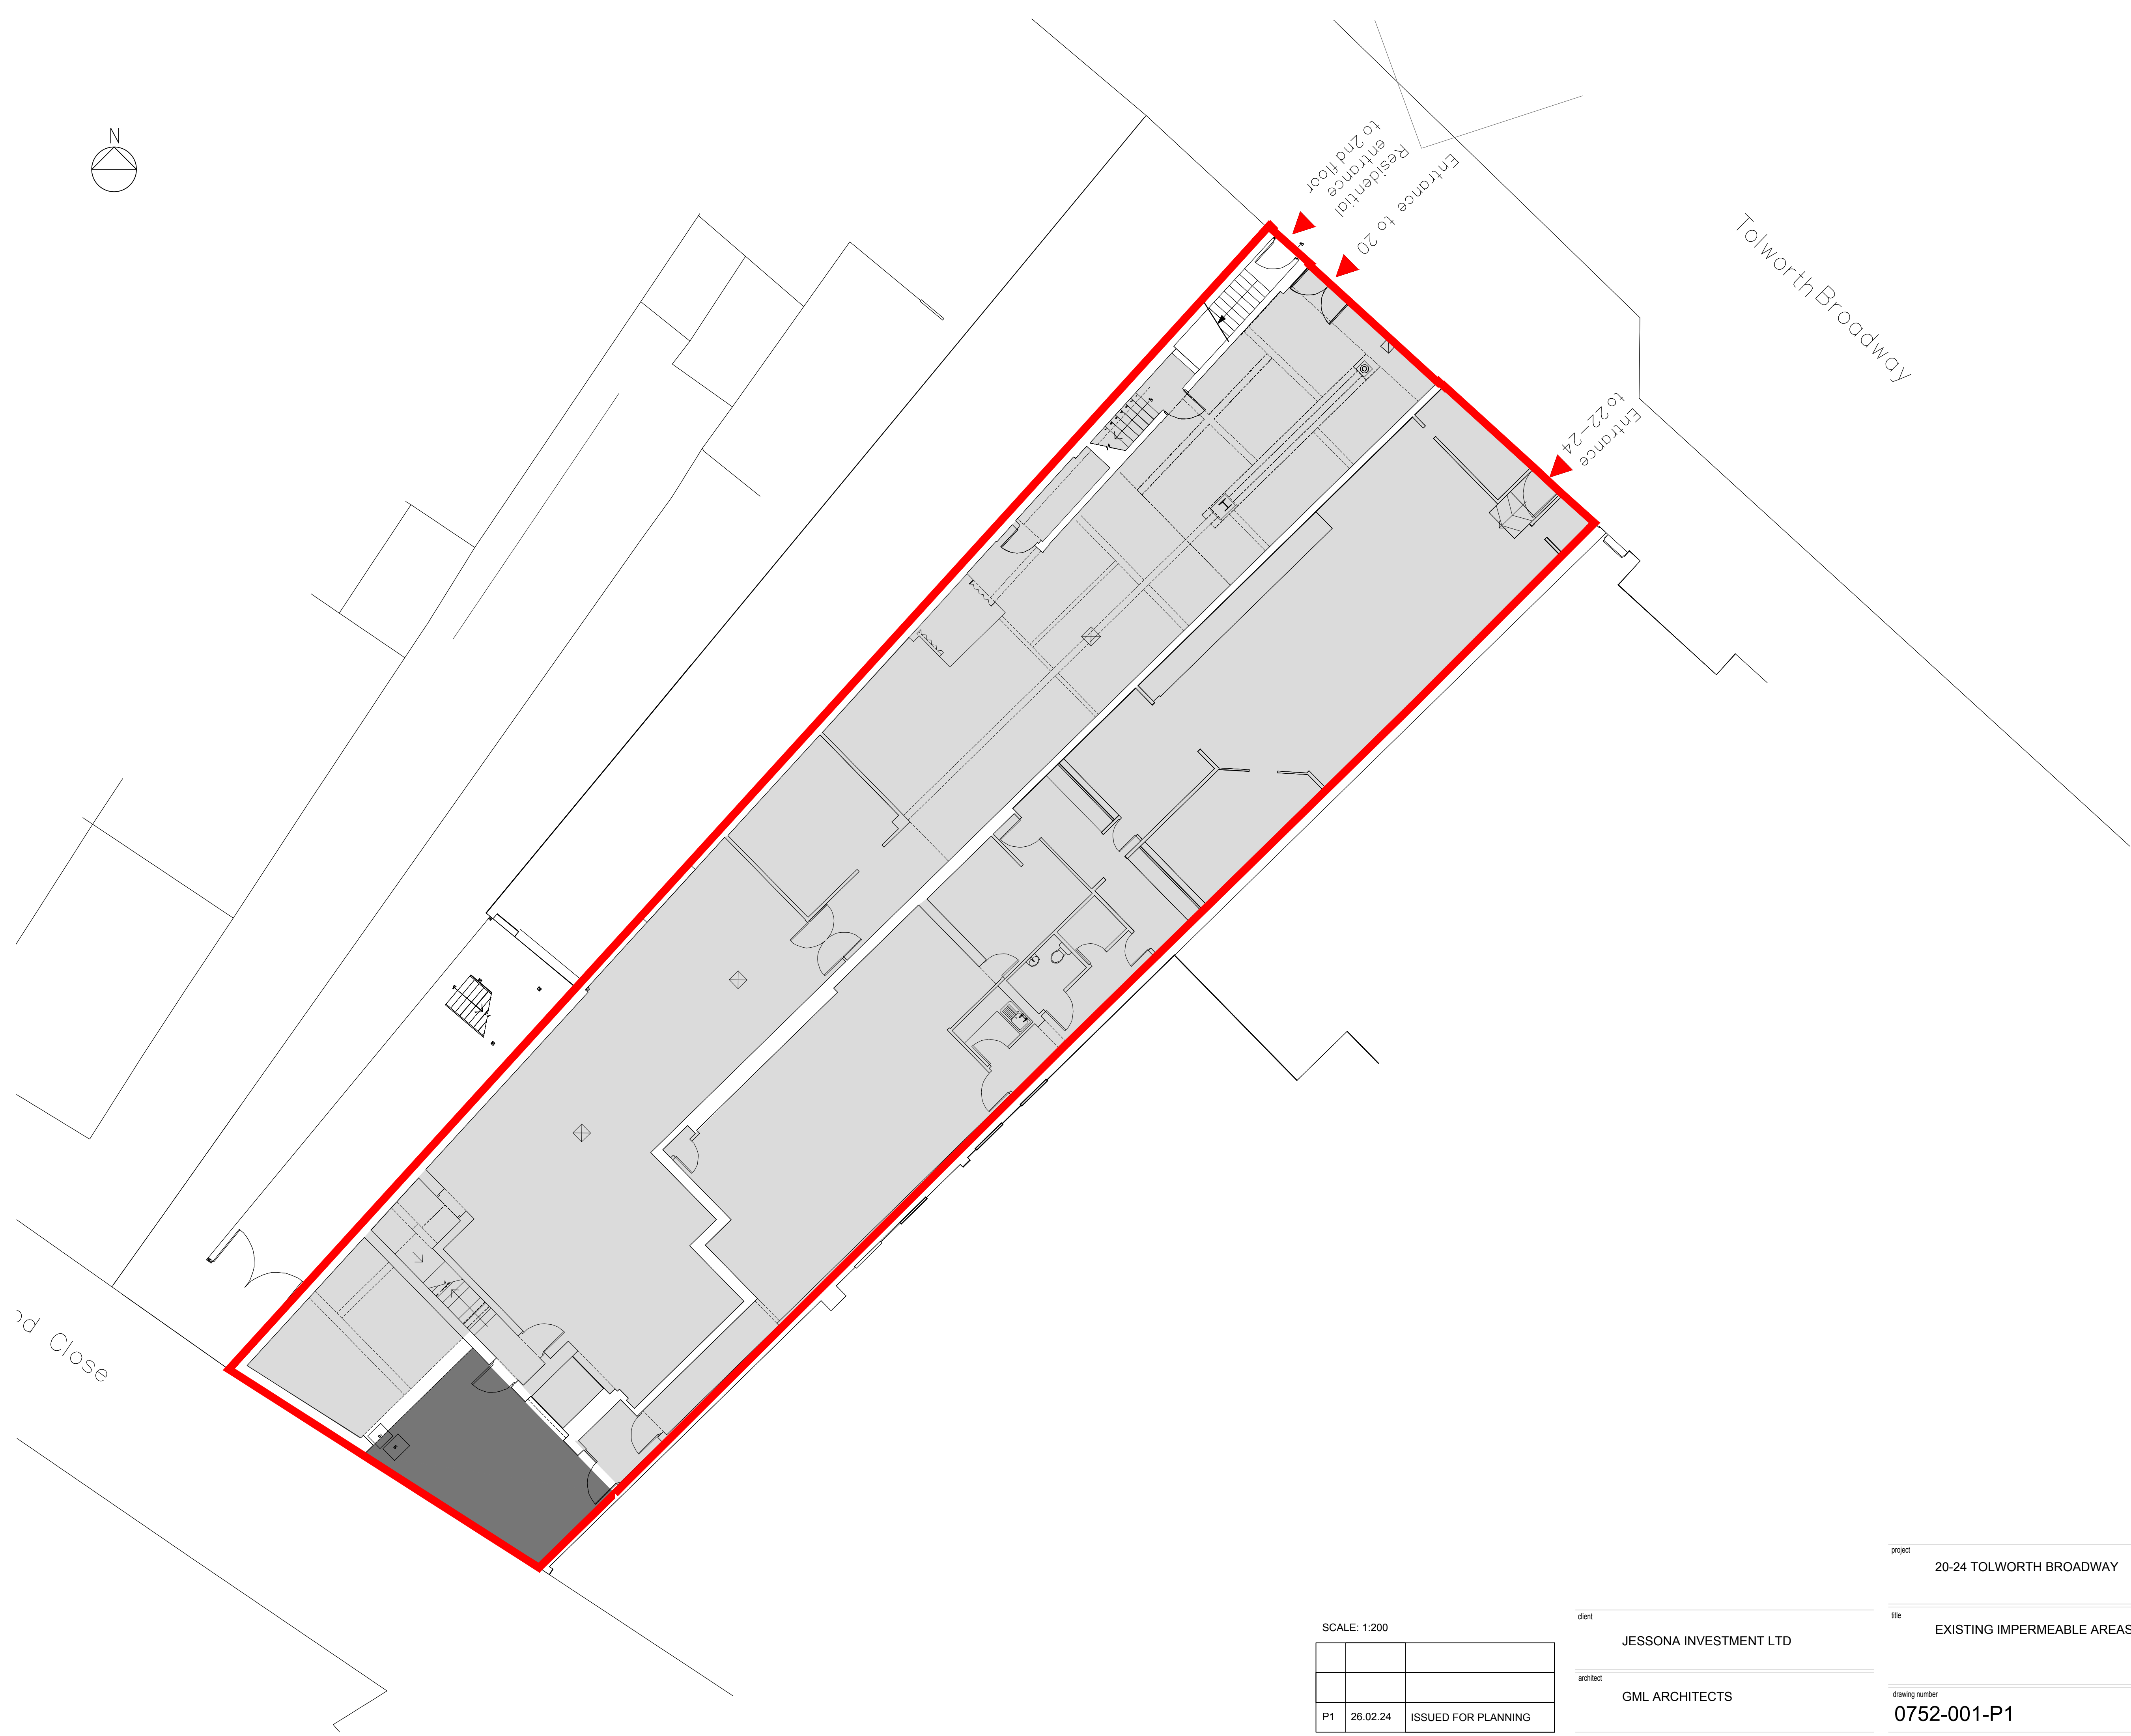 N
Residential
entrance
to 2nd floor
Entrance to 20
Tolworth Broadway
Entrance
to 22-24
Close
SCALE: 1:200
P1 26.02.24 ISSUED FOR PLANNING
client
JESSONA INVESTMENT LTD
architect
GML ARCHITECTS
project
20-24 TOLWORTH BROADWAY
title
EXISTING IMPERMEABLE AREAS
drawing number
0752-001-P1